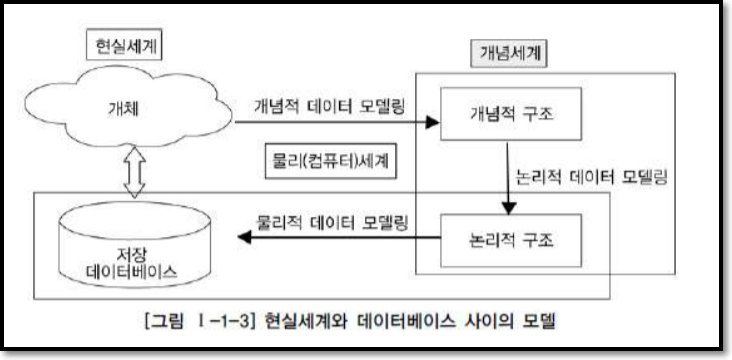 현실세계
개념세계
개체
개념적 데이터 모델링
개념적 구조
물리(컴퓨터)세계
논리적 데이터 모델링
물리적 데이터 모델링
논리적 구조
저장
데이터베이스
[그림 Ⅰ-1-3] 현실세계와 데이터베이스 사이의 모델